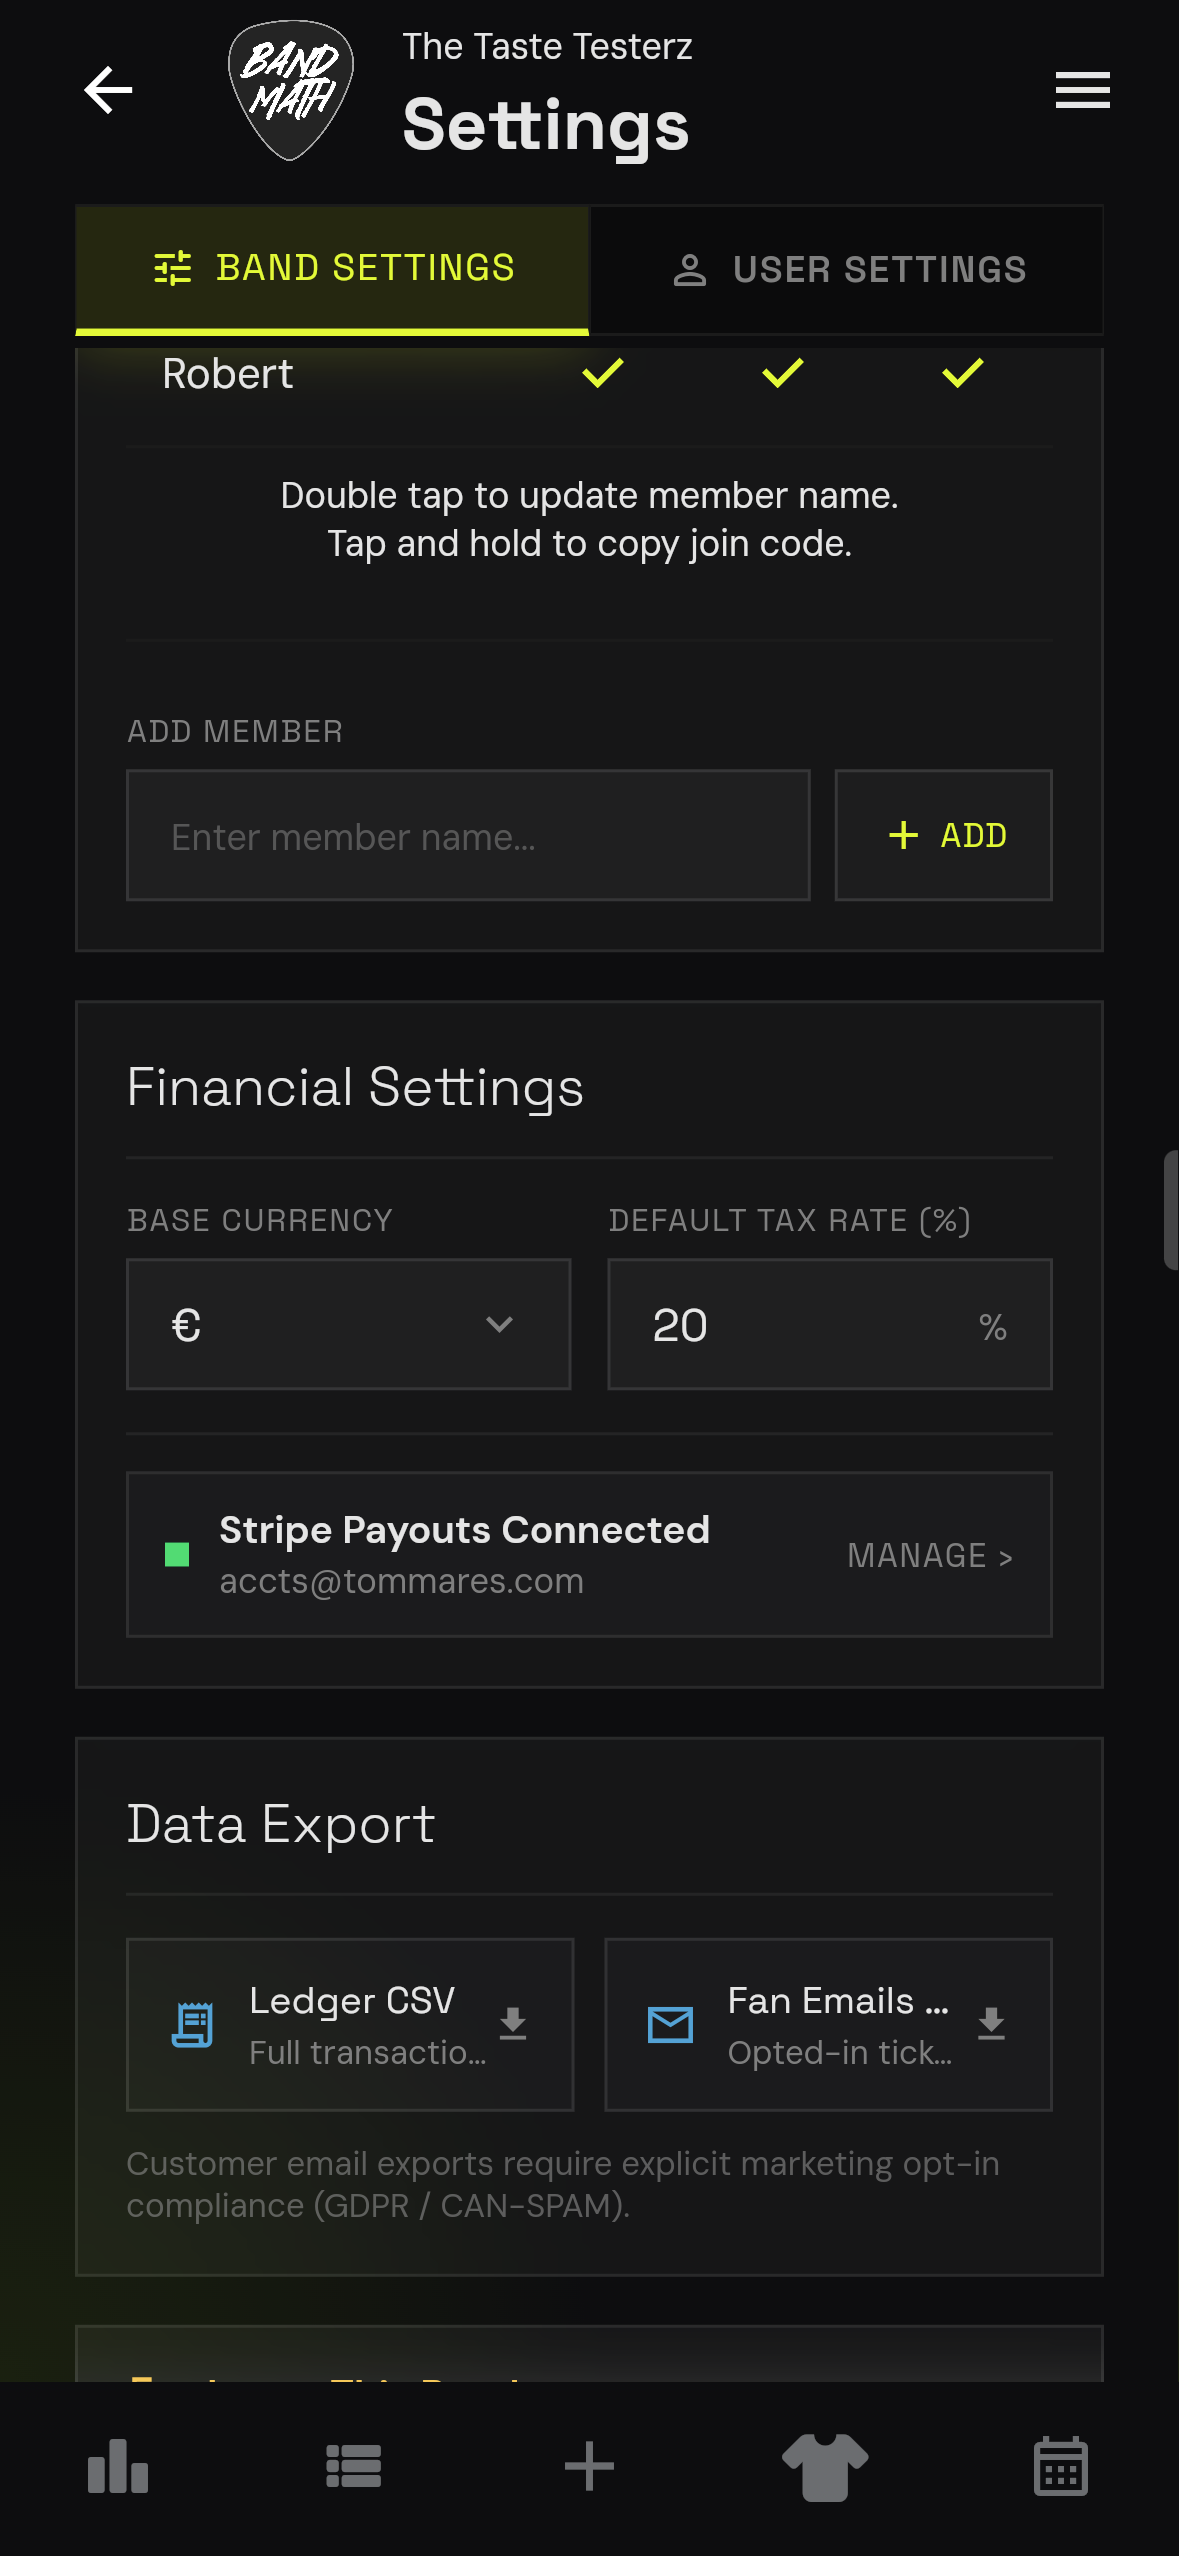 The Taste Testerz
BAND
MATH
Settings
BAND SETTINGS
USER SETTINGS
Robert
Double tap to update member name.
Tap and hold to copy join code.
ADD MEMBER
Enter member name...
+ ADD
Financial Settings
BASE CURRENCY
DEFAULT TAX RATE (%)
€
20
%
Stripe Payouts Connected
accts@tommares.com
MANAGE >
Data Export
Ledger CSV
Full transactio...
Fan Emails ...
Opted-in tick...
Customer email exports require explicit marketing opt-in
compliance (GDPR / CAN-SPAM).